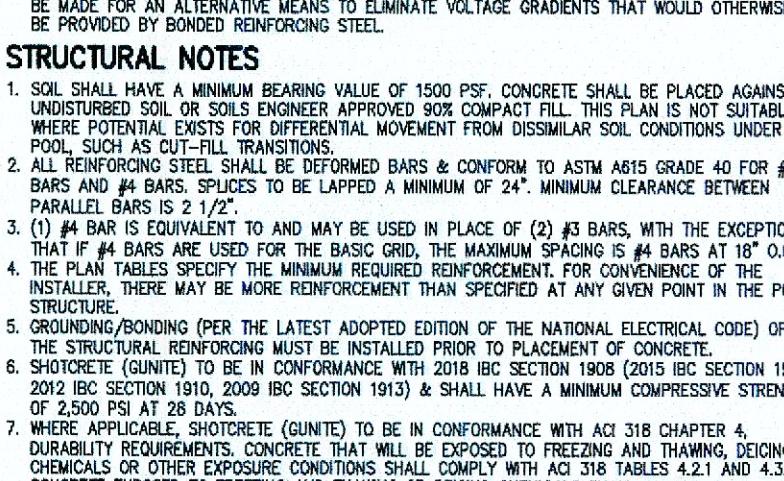 BE MADE FOR AN ALTERNATIVE MEANS TO ELIMINATE VOLTAGE GRADIENTS THAT WOULD OTHERWIS
BE PROVIDED BY BONDED REINFORCING STEEL.
STRUCTURAL NOTES
1. SOIL SHALL HAVE A MINIMUM BEARING VALUE OF 1500 PSF. CONCRETE SHALL BE PLACED AGAINS
UNDISTURBED SOIL OR SOILS ENGINEER APPROVED 90% COMPACT FILL. THIS PLAN IS NOT SUITABL
WHERE POTENTIAL EXISTS FOR DIFFERENTIAL MOVEMENT FROM DISSIMILAR SOIL CONDITIONS UNDER
POOL, SUCH AS CUT-FILL TRANSITIONS.
2. ALL REINFORCING STEEL SHALL BE DEFORMED BARS & CONFORM TO ASTM A615 GRADE 40 FOR #
BARS AND #4 BARS. SPLICES TO BE LAPPED A MINIMUM OF 24". MINIMUM CLEARANCE BETWEEN
PARALLEL BARS IS 2 1/2".
3. (1) #4 BAR IS EQUIVALENT TO AND MAY BE USED IN PLACE OF (2) #3 BARS, WITH THE EXCEPTIO
THAT IF #4 BARS ARE USED FOR THE BASIC GRID, THE MAXIMUM SPACING IS #4 BARS AT 18" O.
4. THE PLAN TABLES SPECIFY THE MINIMUM REQUIRED REINFORCEMENT. FOR CONVENIENCE OF THE
INSTALLER, THERE MAY BE MORE REINFORCEMENT THAN SPECIFIED AT ANY GIVEN POINT IN THE P
STRUCTURE.
5. GROUNDING/BONDING (PER THE LATEST ADOPTED EDITION OF THE NATIONAL ELECTRICAL CODE) OF
THE STRUCTURAL REINFORCING MUST BE INSTALLED PRIOR TO PLACEMENT OF CONCRETE.
6. SHOTCRETE (GUNITE) TO BE IN CONFORMANCE WITH 2018 IBC SECTION 1908 (2015 IBC SECTION 1
2012 IBC SECTION 1910, 2009 IBC SECTION 1913) & SHALL HAVE A MINIMUM COMPRESSIVE STREN
OF 2,500 PSI AT 28 DAYS.
7. WHERE APPLICABLE, SHOTCRETE (GUNITE) TO BE IN CONFORMANCE WITH ACI 318 CHAPTER 4,
DURABILITY REQUIREMENTS. CONCRETE THAT WILL BE EXPOSED TO FREEZING AND THAWING, DEICIN
CHEMICALS OR OTHER EXPOSURE CONDITIONS SHALL COMPLY WITH ACI 318 TABLES 4.2.1 AND 4.3